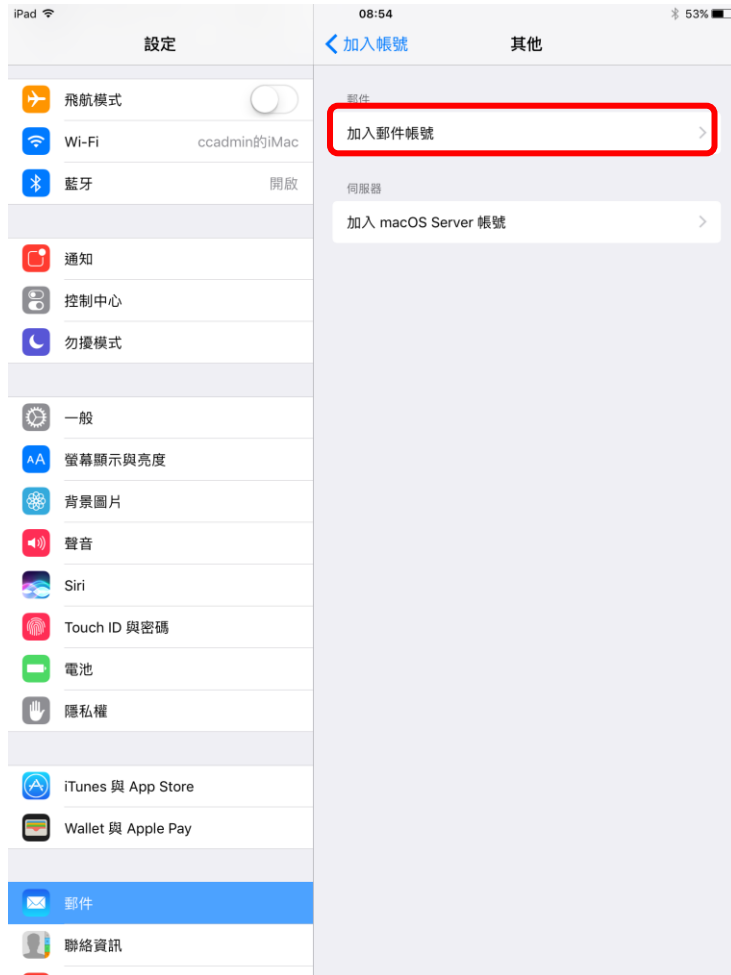 iPad 08:54 53%
設定
飛航模式
Wi-Fi ccadmin的iMac
藍牙 開啟
通知
控制中心
勿擾模式
一般
AA 螢幕顯示與亮度
背景圖片
聲音
Siri
Touch ID 與密碼
電池
隱私權
iTunes 與 App Store
Wallet 與 Apple Pay
郵件
聯絡資訊
加入帳號 其他
郵件
加入郵件帳號
伺服器
加入 macOS Server 帳號